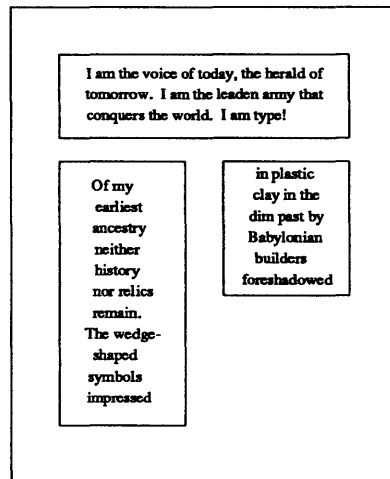 I am the voice of today, the herald of
tomorrow. I am the leaden army that
conquers the world. I am type!
Of my
earliest
ancestry
neither
history
nor relics
remain.
The wedge-
shaped
symbols
impressed
in plastic
clay in the
dim past by
Babylonian
builders
foreshadowed